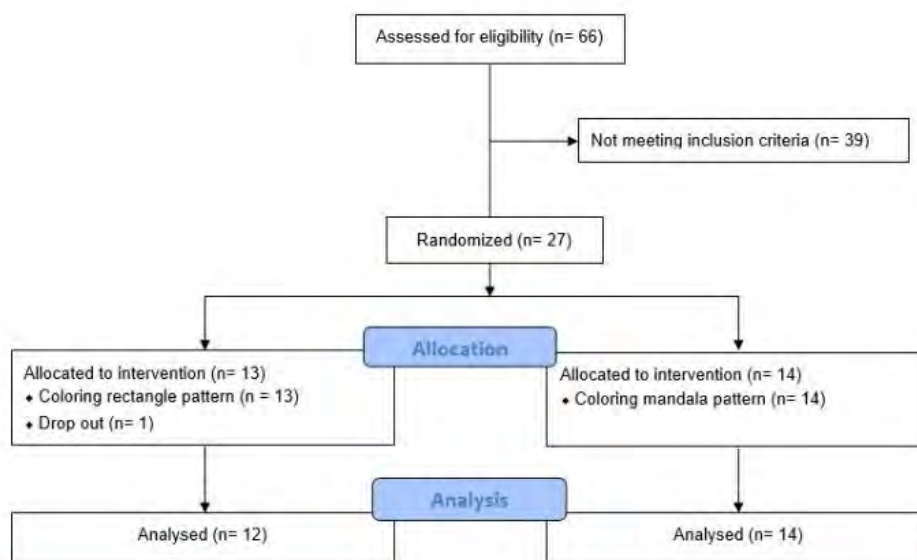 Assessed for eligibility (n= 66)
Not meeting inclusion criteria (n= 39)
Randomized (n= 27)
Allocation
Allocated to intervention (n= 13)
⬥ Coloring rectangle pattern (n = 13)
⬥ Drop out (n= 1)
Allocated to intervention (n= 14)
⬥ Coloring mandala pattern (n= 14)
Analysis
Analysed (n= 12)
Analysed (n= 14)